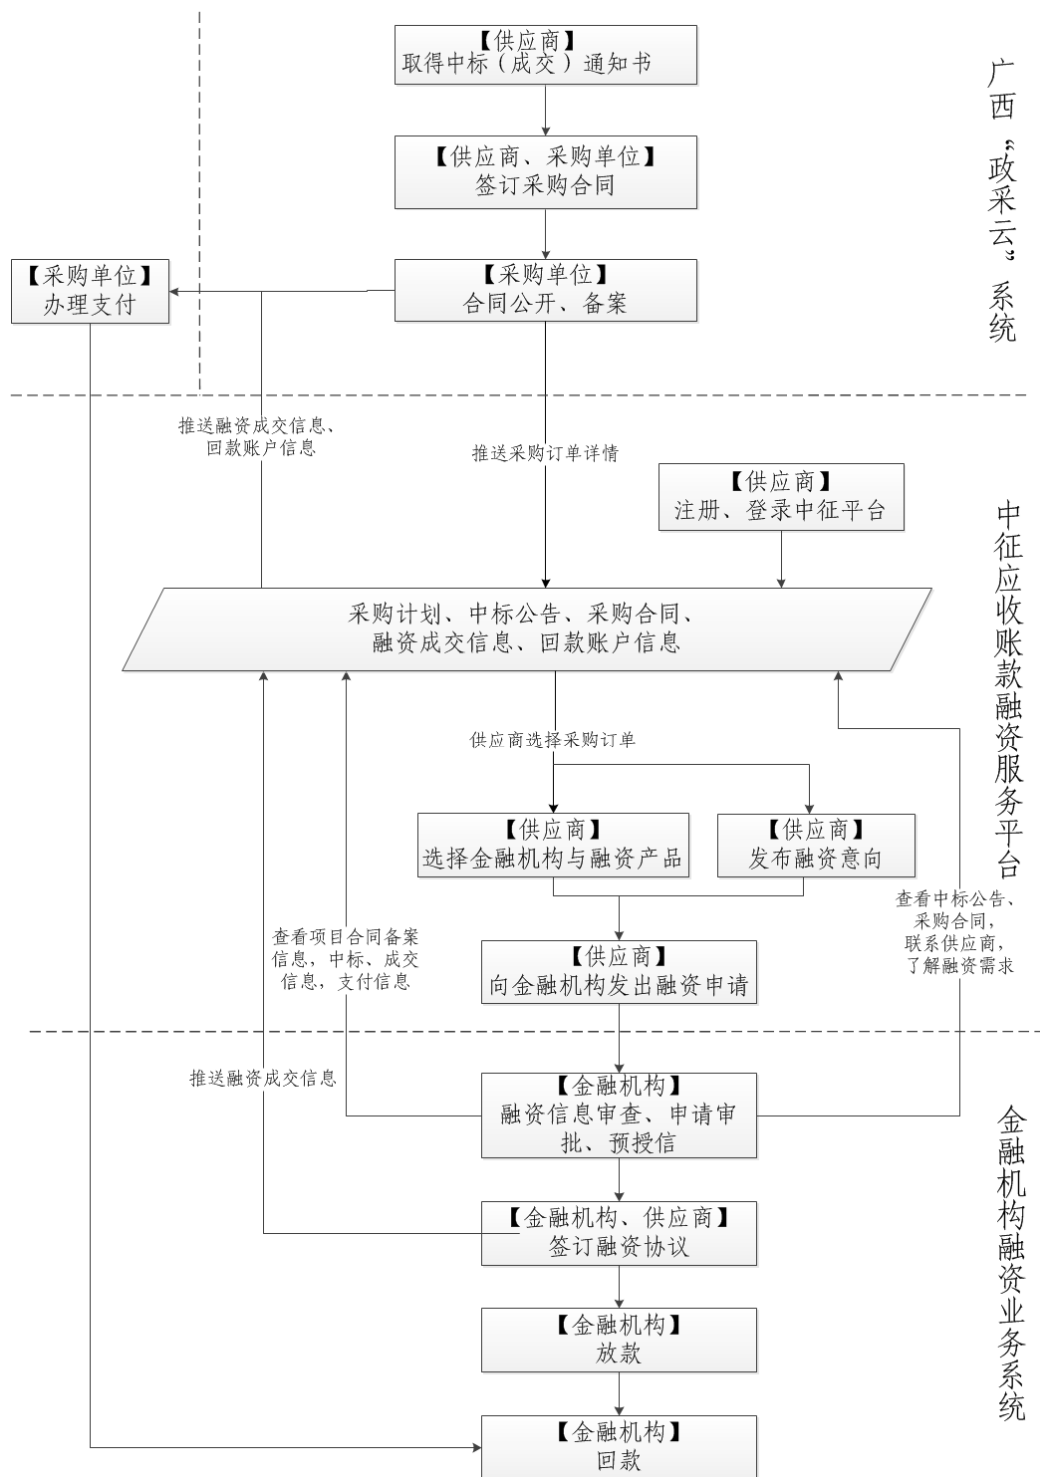 【供应商】
取得中标（成交）通知书
【供应商、采购单位】
签订采购合同
【采购单位】
合同公开、备案
【采购单位】
办理支付
广西“政采云”系统
推送融资成交信息、
回款账户信息
推送采购订单详情
【供应商】
注册、登录中征平台
采购计划、中标公告、采购合同、
融资成交信息、回款账户信息
供应商选择采购订单
【供应商】
选择金融机构与融资产品
【供应商】
发布融资意向
查看项目合同备案
信息，中标、成交
信息，支付信息
查看中标公告、
采购合同，
联系供应商，
了解融资需求
【供应商】
向金融机构发出融资申请
中征应收账款融资服务平台
推送融资成交信息
【金融机构】
融资信息审查、申请审
批、预授信
【金融机构、供应商】
签订融资协议
【金融机构】
放款
【金融机构】
回款
金融机构融资业务系统